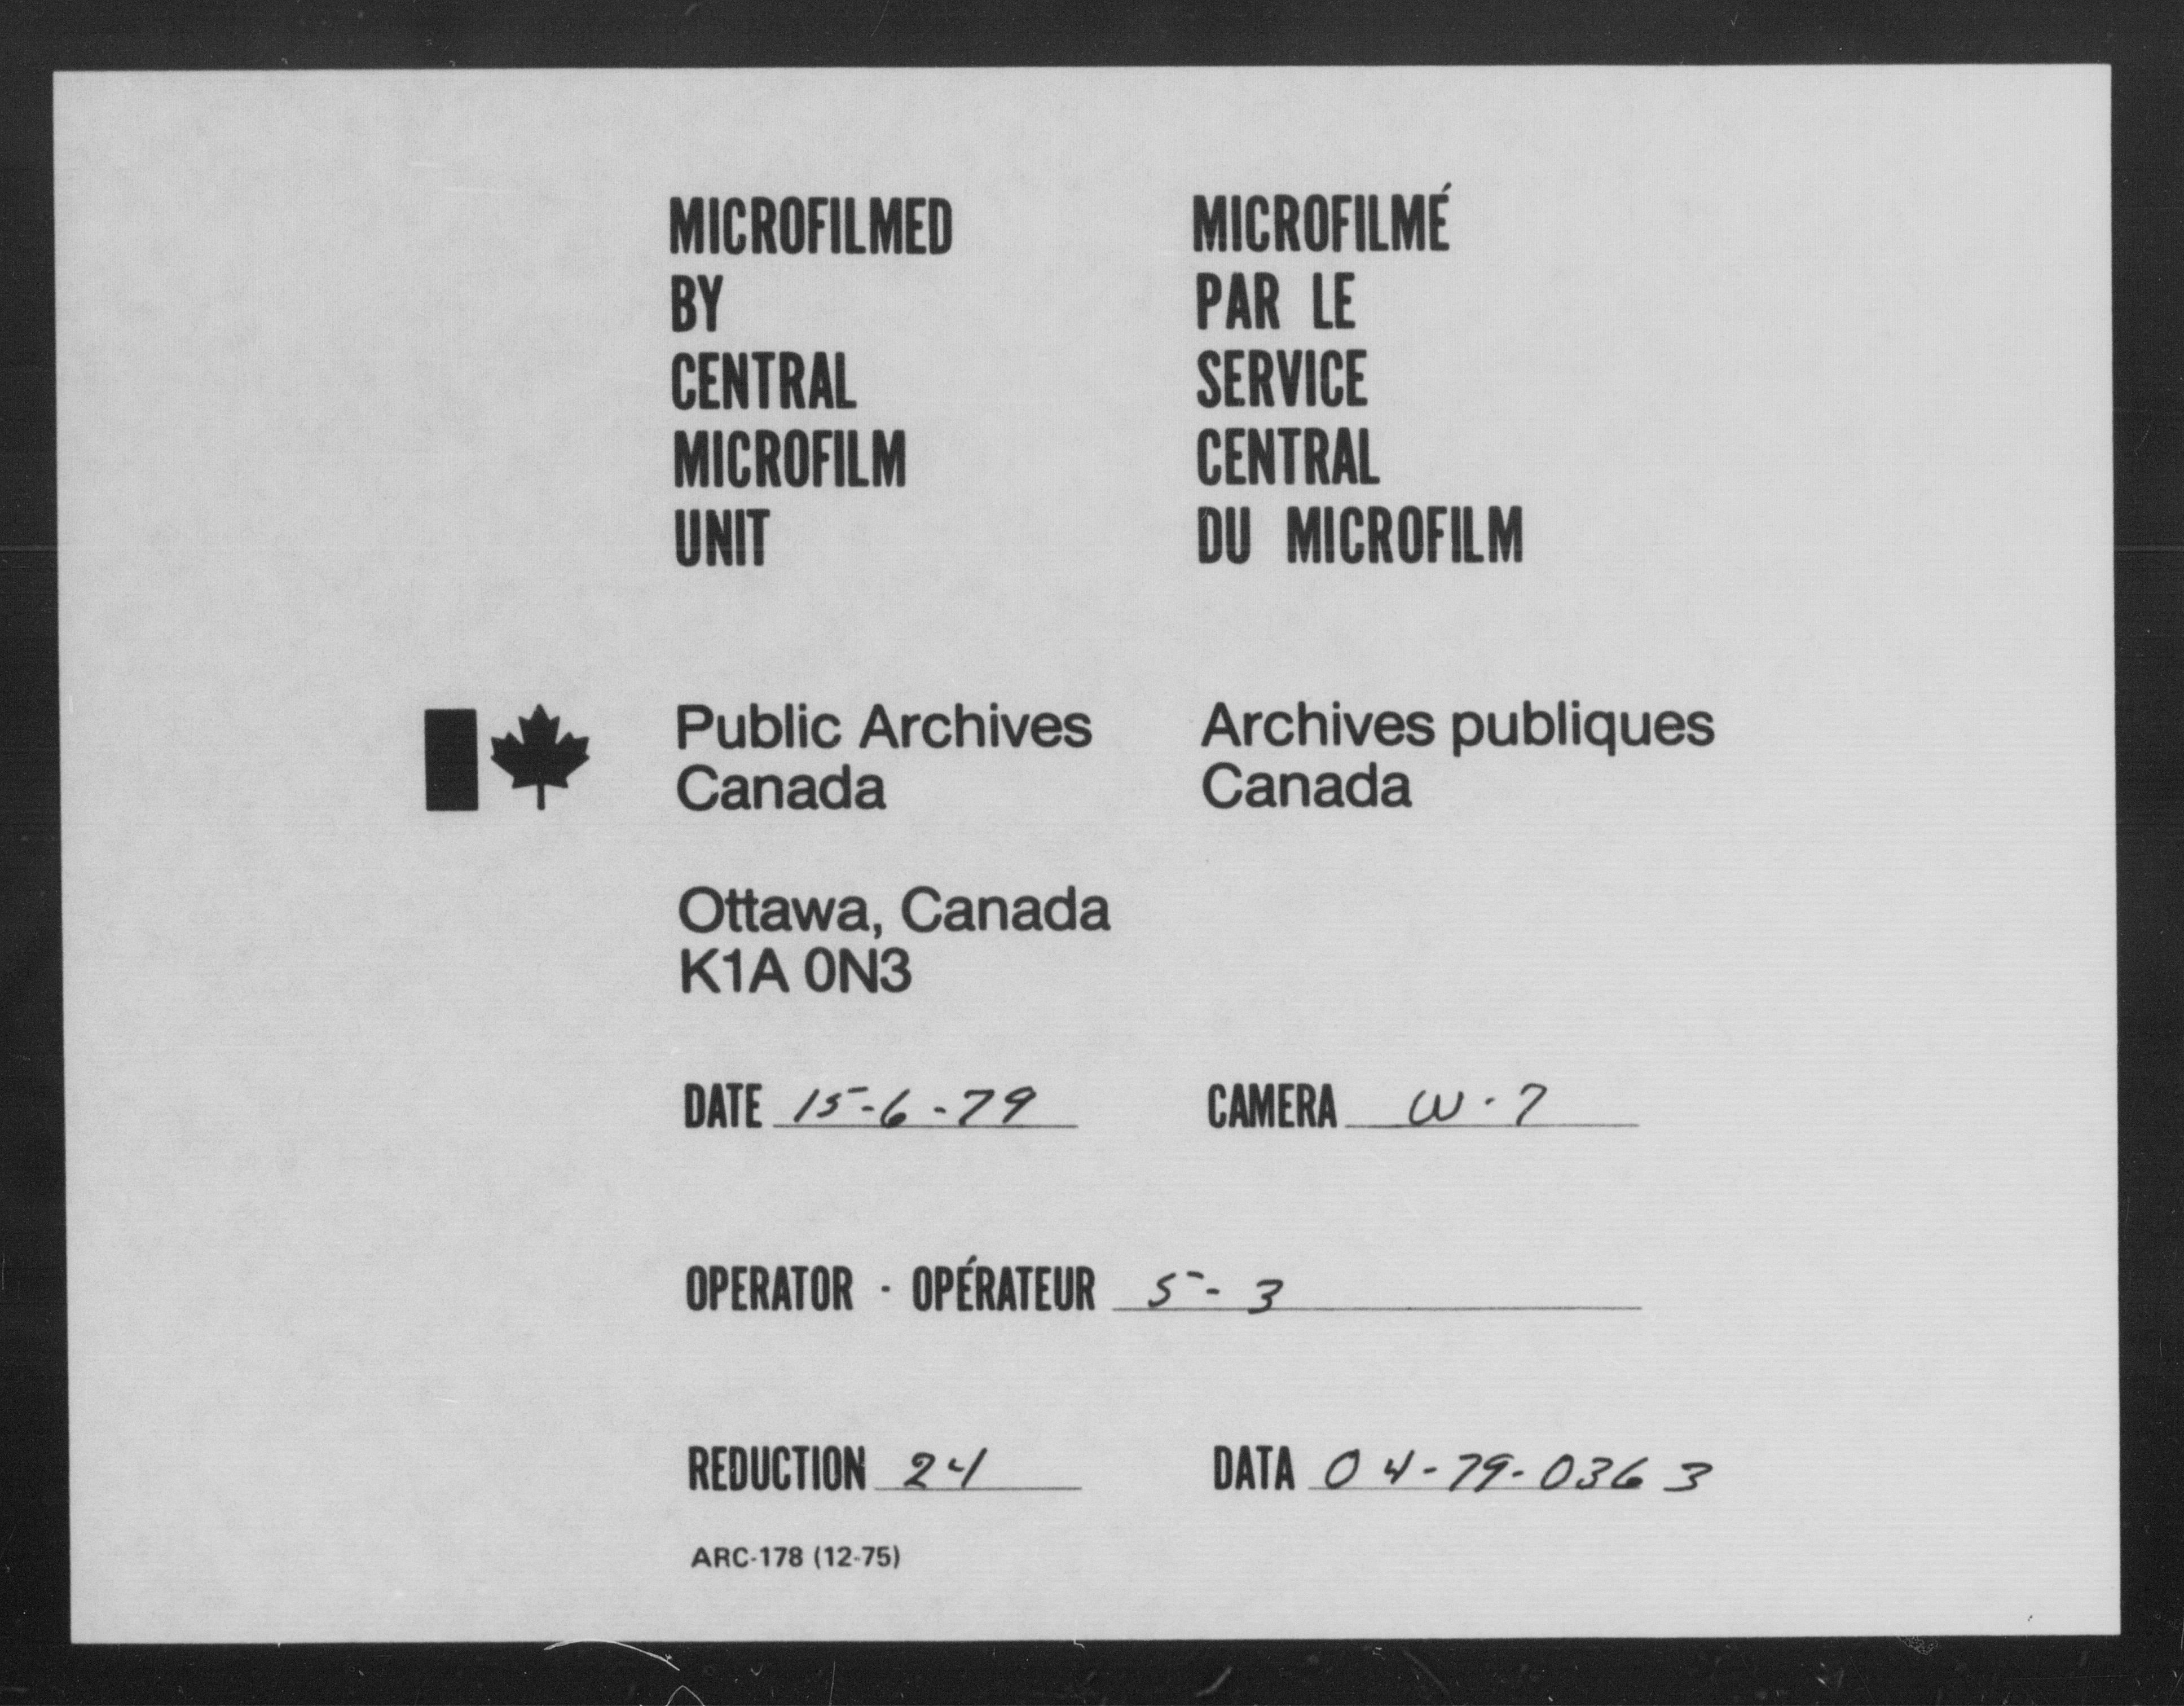 MICROFILMED
BY
CENTRAL
MICROFILM
UNIT
MICROFILMÉ
PAR LE
SERVICE
CENTRAL
DU MICROFILM
Public Archives
Canada
Archives publiques
Canada
Ottawa, Canada
K1A 0N3
DATE 15-6-79
CAMERA W-7
OPERATOR - OPÉRATEUR 5-3
REDUCTION 24
DATA 04-79-0363
ARC-178 (12-75)